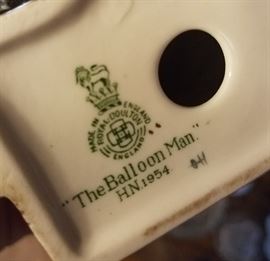 MADE IN ENGLAND
ROYAL·DOULTON
ENGLAND
"The Balloon Man."
HN1954